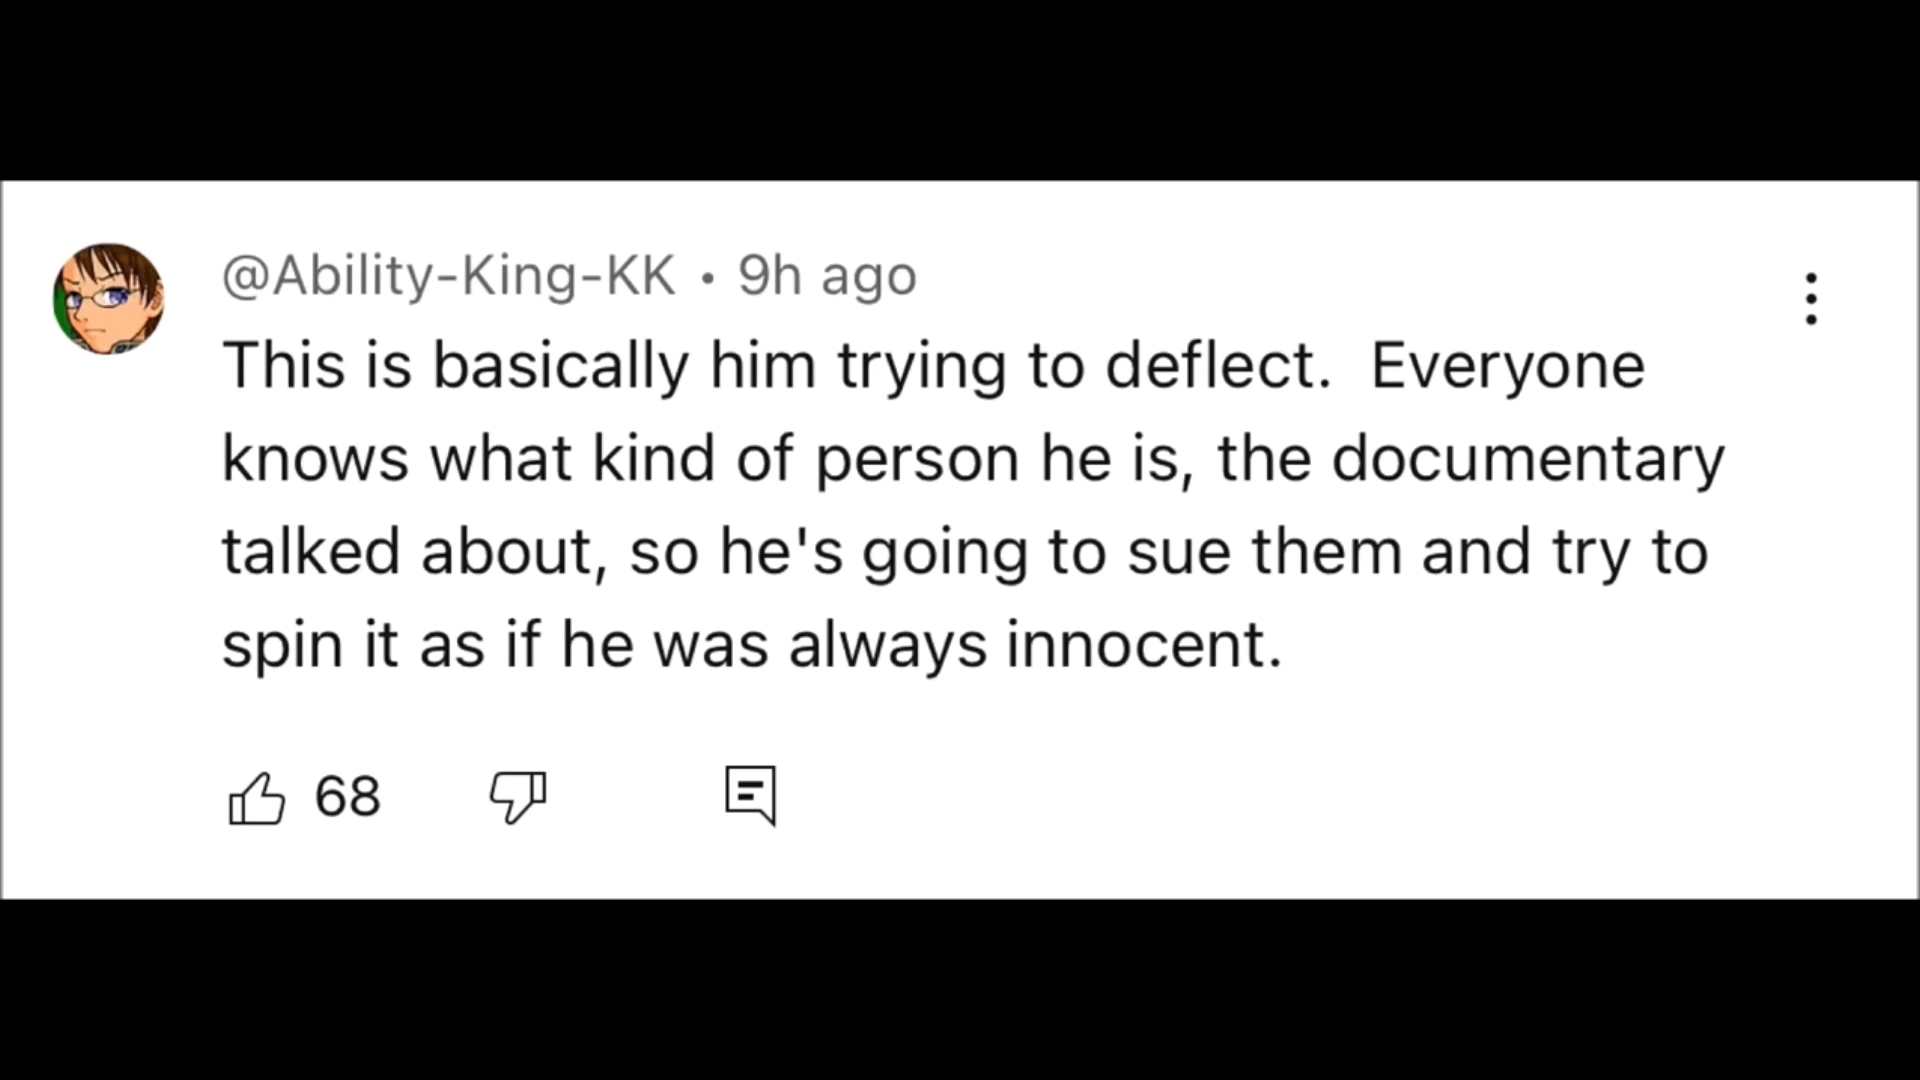 @Ability-King-KK • 9h ago
This is basically him trying to deflect.  Everyone
knows what kind of person he is, the documentary
talked about, so he's going to sue them and try to
spin it as if he was always innocent.
68